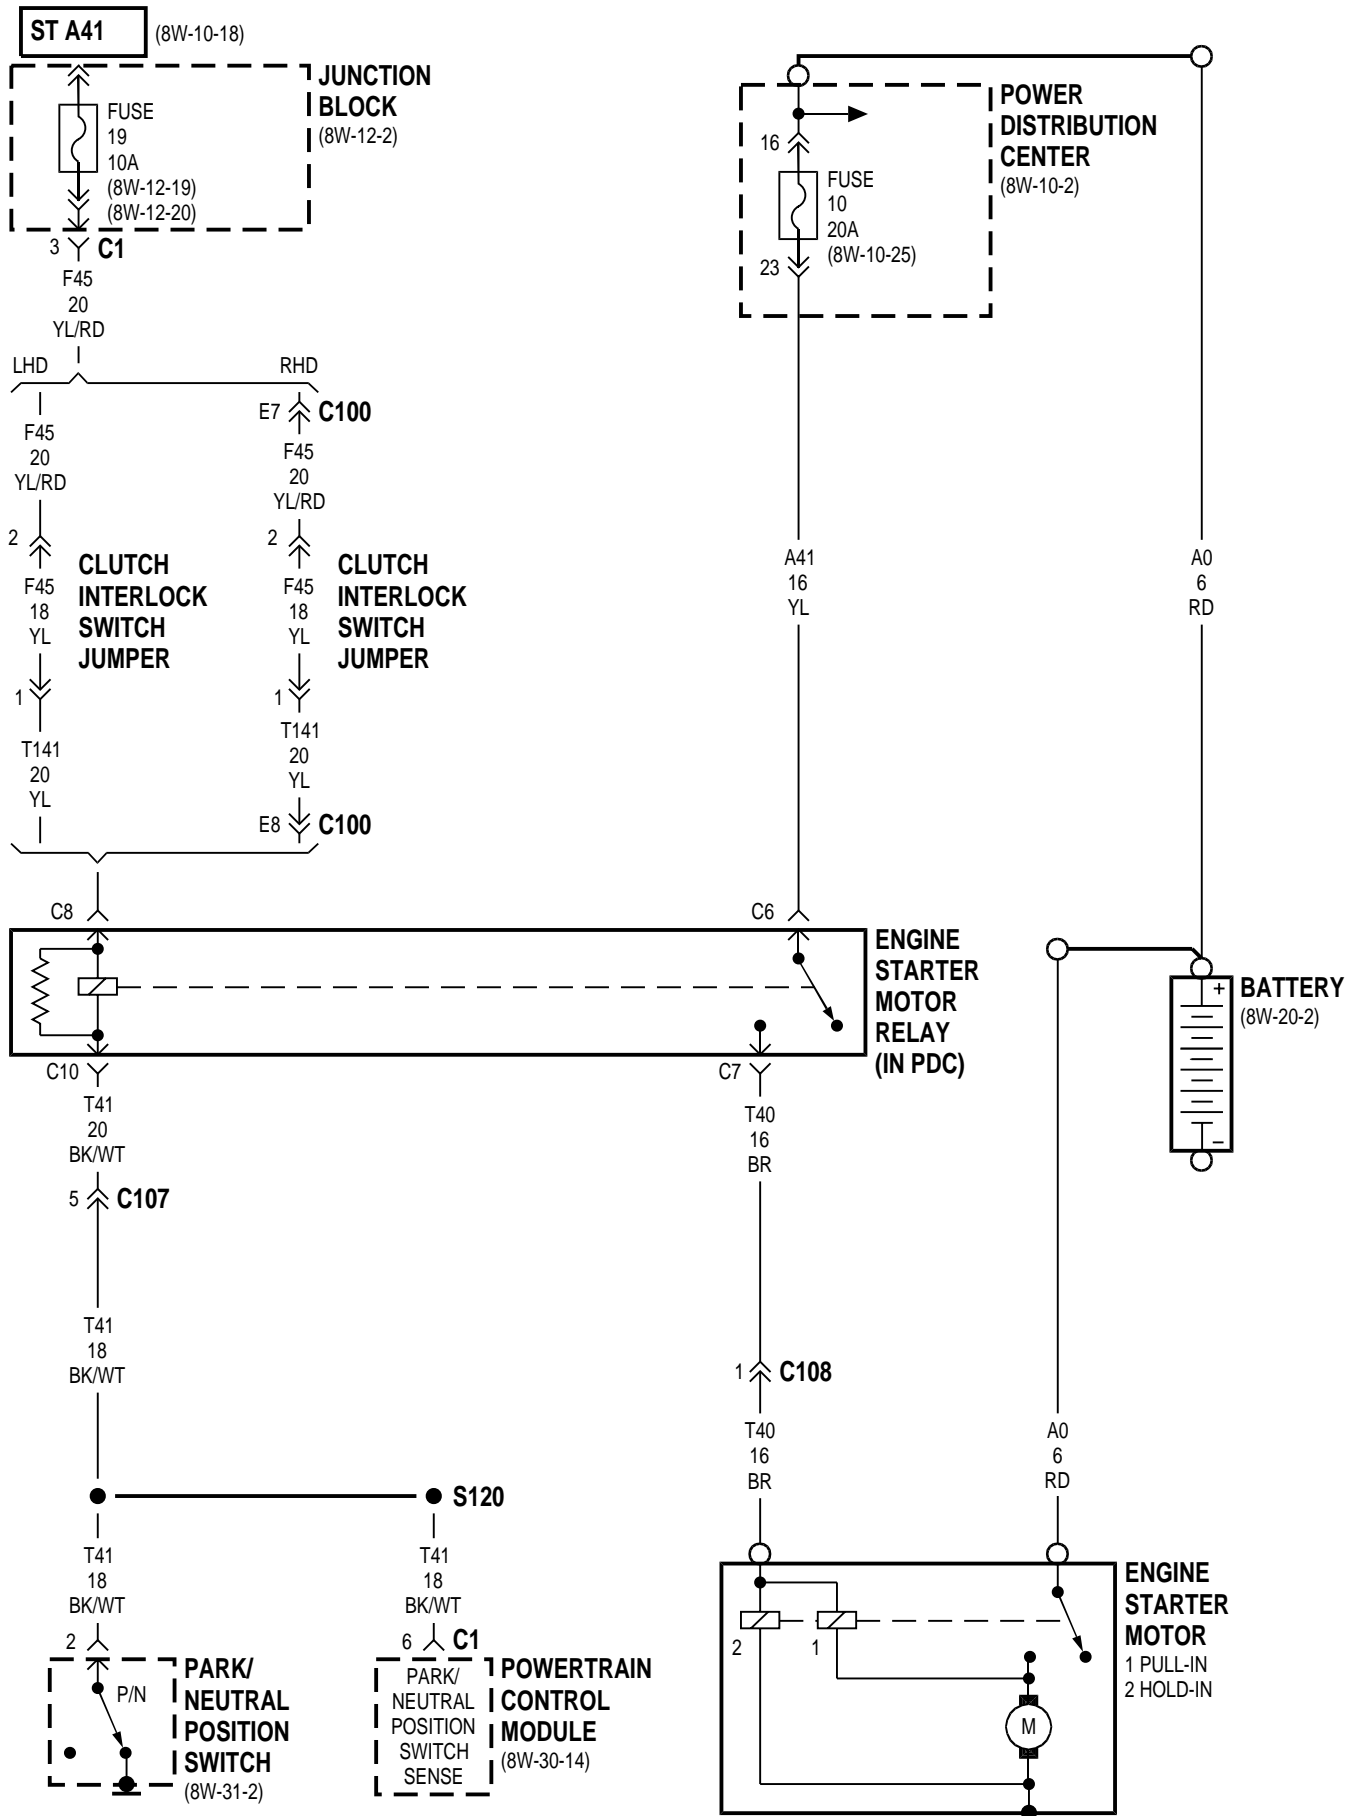 ST A41
(8W-10-18)
JUNCTION
BLOCK
(8W-12-2)
FUSE
19
10A
(8W-12-19)
(8W-12-20)
3
C1
F45
20
YL/RD
LHD
RHD
F45
20
YL/RD
2
F45
18
YL
1
T141
20
YL
CLUTCH
INTERLOCK
SWITCH
JUMPER
E7
C100
F45
20
YL/RD
2
F45
18
YL
1
T141
20
YL
E8
C100
CLUTCH
INTERLOCK
SWITCH
JUMPER
POWER
DISTRIBUTION
CENTER
(8W-10-2)
16
FUSE
10
20A
(8W-10-25)
23
A41
16
YL
A0
6
RD
C8
C6
ENGINE
STARTER
MOTOR
RELAY
(IN PDC)
+
BATTERY
(8W-20-2)
–
C10
C7
T41
20
BK/WT
5
C107
T41
18
BK/WT
S120
T41
18
BK/WT
2
P/N
PARK/
NEUTRAL
POSITION
SWITCH
(8W-31-2)
T41
18
BK/WT
6
C1
PARK/
NEUTRAL
POSITION
SWITCH
SENSE
POWERTRAIN
CONTROL
MODULE
(8W-30-14)
T40
16
BR
1
C108
T40
16
BR
A0
6
RD
2
1
M
ENGINE
STARTER
MOTOR
1 PULL-IN
2 HOLD-IN